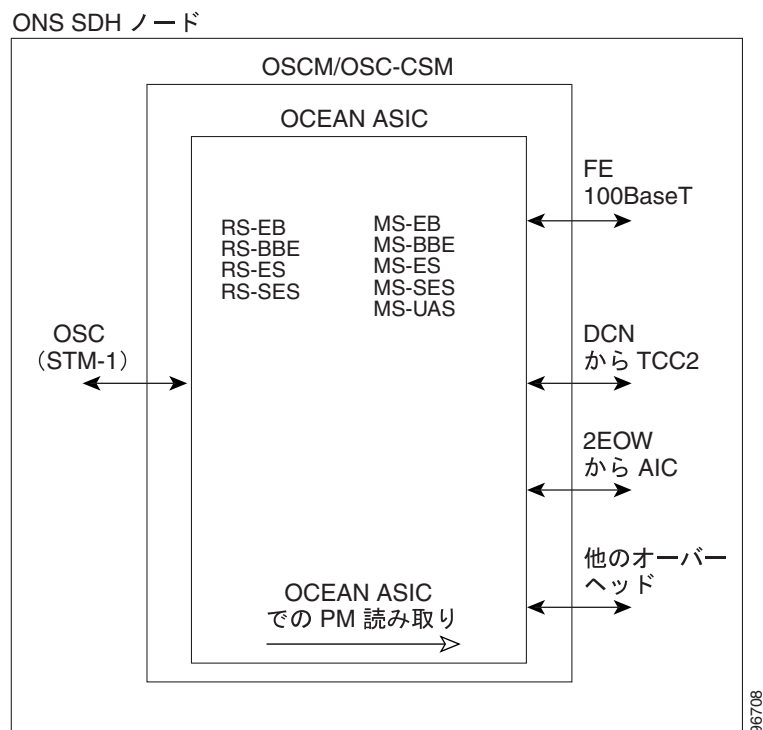 ONS SDH ノード
OSCM/OSC-CSM
OCEAN ASIC
RS-EB
RS-BBE
RS-ES
RS-SES
MS-EB
MS-BBE
MS-ES
MS-SES
MS-UAS
OSC
（STM-1）
FE
100BaseT
DCN
から TCC2
2EOW
から AIC
他のオーバー
ヘッド
OCEAN ASIC
での PM 読み取り
96708